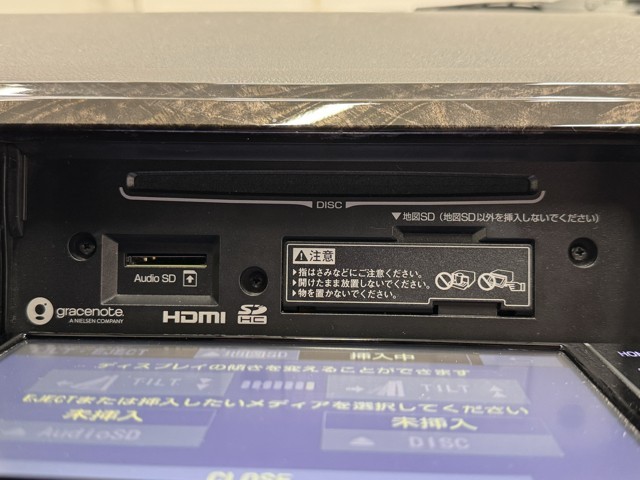 DISC
▼地図SD（地図SD以外を挿入しないでください）
Audio SD
注意
▶指はさみなどにご注意ください。
▶開けたまま放置しないでください。
▶物を置かないでください。
gracenote.
A NIELSEN COMPANY
HDMI
SD
HC
EJECT
挿入中
ディスプレイの傾きを変えることができます
TILT
TILT
EJECTまたは挿入したいメディアを選択してください
未挿入
未挿入
AudioSD
DISC
CLOSE